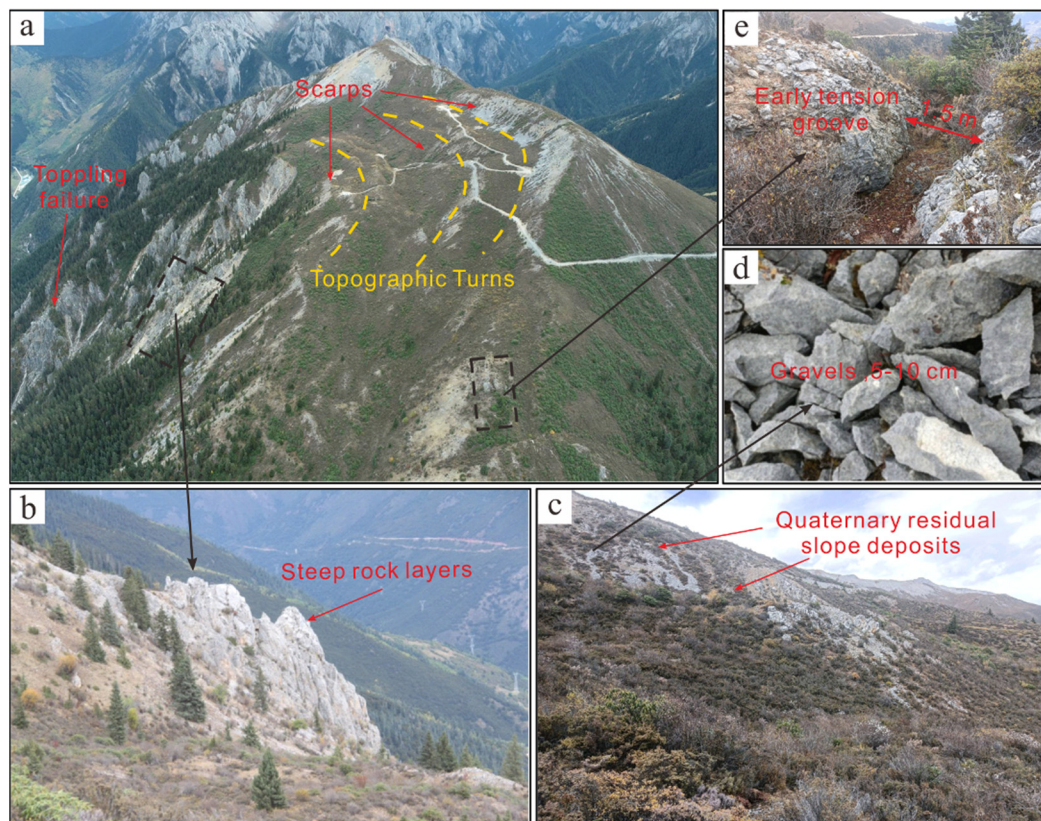 a
Scarps
Toppling
failure
Topographic Turns
e
Early tension
groove
1.5 m
d
Gravels ,5-10 cm
b
Steep rock layers
c
Quaternary residual
slope deposits